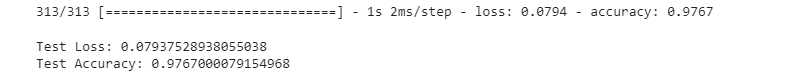 313/313 [==============================] - 1s 2ms/step - loss: 0.0794 - accuracy: 0.9767
Test Loss: 0.07937528938055038
Test Accuracy: 0.9767000079154968